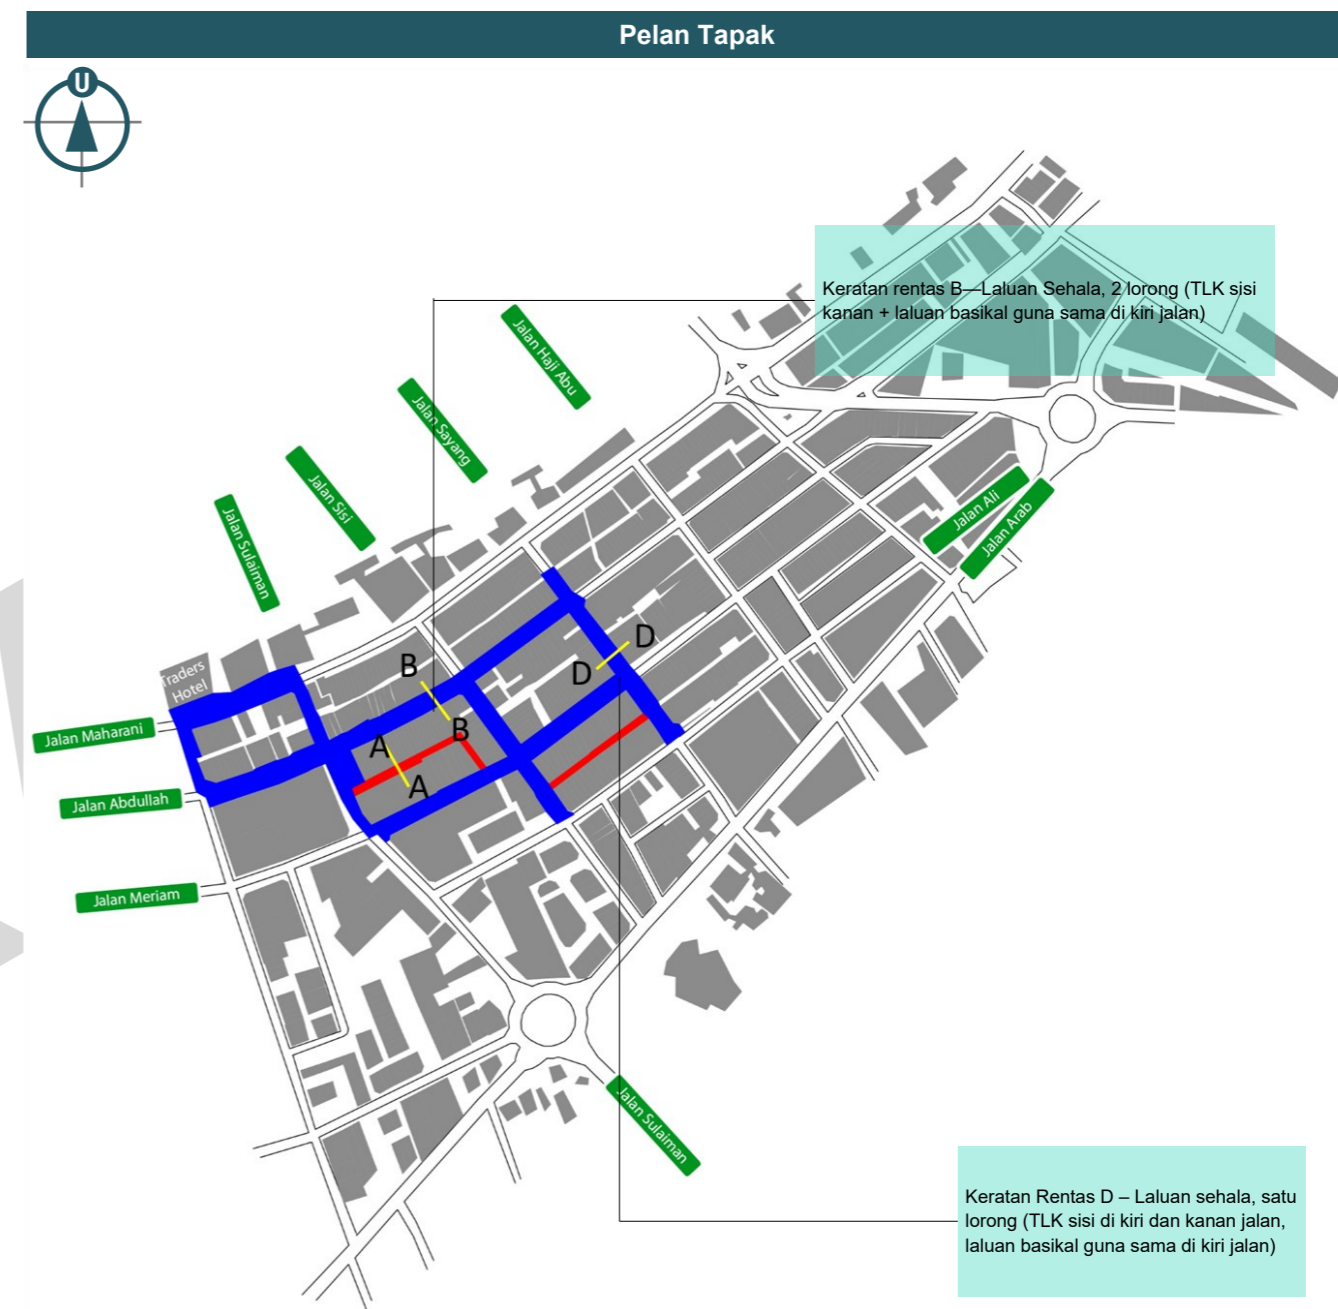 Pelan Tapak
U
Keratan rentas B—Laluan Sehala, 2 lorong (TLK sisi
kanan + laluan basikal guna sama di kiri jalan)
Jalan Haji Abu
Jalan Sayang
Jalan Sisi
Jalan Sulaiman
Jalan Ali
Jalan Arab
Traders
Hotel
Jalan Maharani
Jalan Abdullah
Jalan Meriam
B
B
D
D
A
A
Jalan Sulaiman
Keratan Rentas D – Laluan sehala, satu
lorong (TLK sisi di kiri dan kanan jalan,
laluan basikal guna sama di kiri jalan)